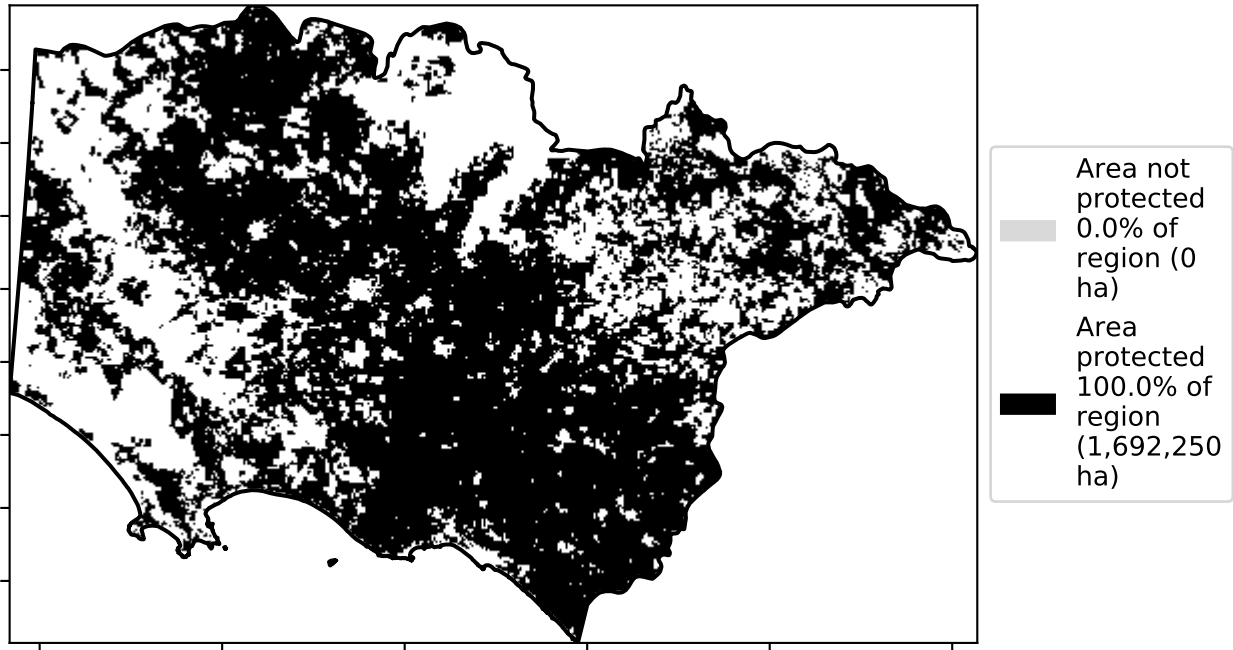 Area not
protected
0.0% of
region (0
ha)
Area
protected
100.0% of
region
(1,692,250
ha)